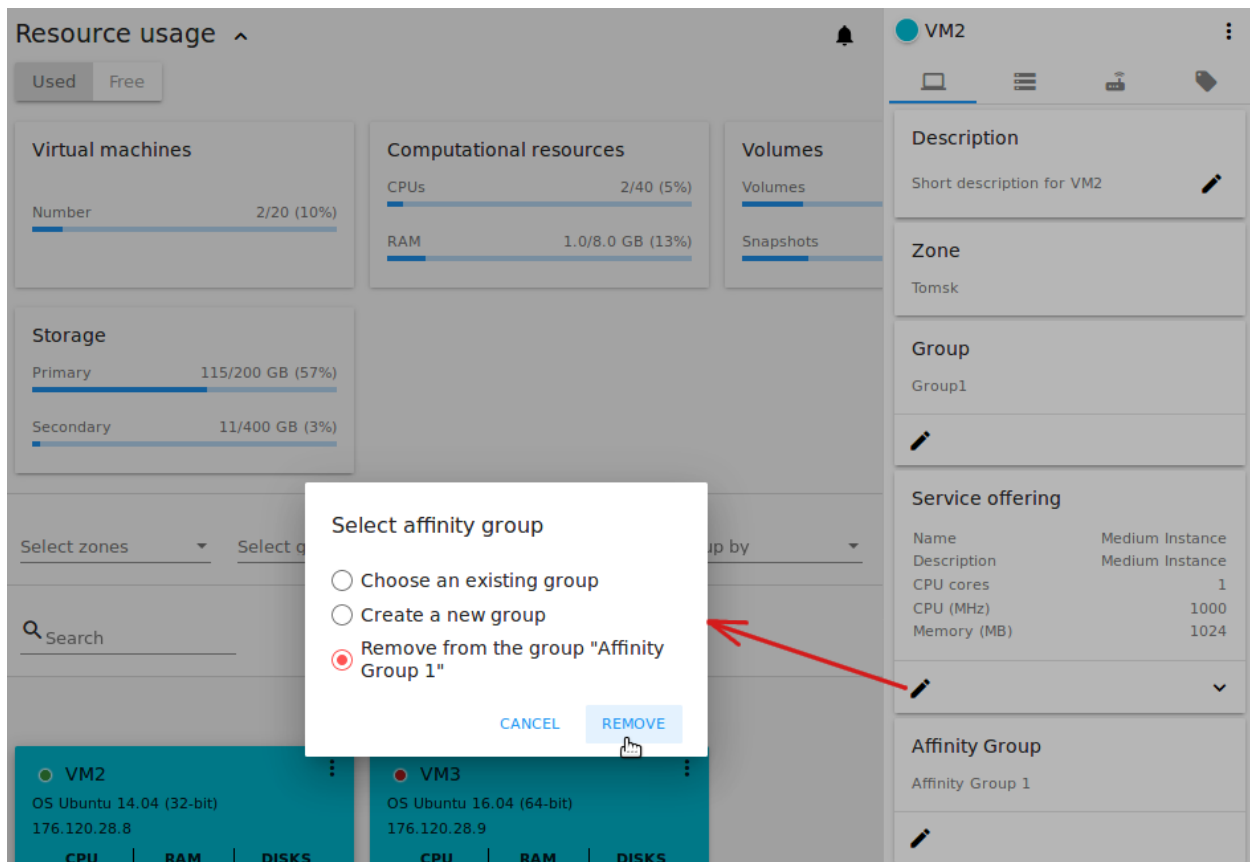 Resource usage
Used Free
Virtual machines
Number 2/20 (10%)
Computational resources
CPUs 2/40 (5%)
RAM 1.0/8.0 GB (13%)
Volumes
Volumes
Snapshots
Storage
Primary 115/200 GB (57%)
Secondary 11/400 GB (3%)
Select zones
Select
by
Search
Select affinity group
Choose an existing group
Create a new group
Remove from the group "Affinity
Group 1"
CANCEL REMOVE
VM2
OS Ubuntu 14.04 (32-bit)
176.120.28.8
CPU RAM DISKS
VM3
OS Ubuntu 16.04 (64-bit)
176.120.28.9
CPU RAM DISKS
VM2
Description
Short description for VM2
Zone
Tomsk
Group
Group1
Service offering
Name Medium Instance
Description Medium Instance
CPU cores 1
CPU (MHz) 1000
Memory (MB) 1024
Affinity Group
Affinity Group 1